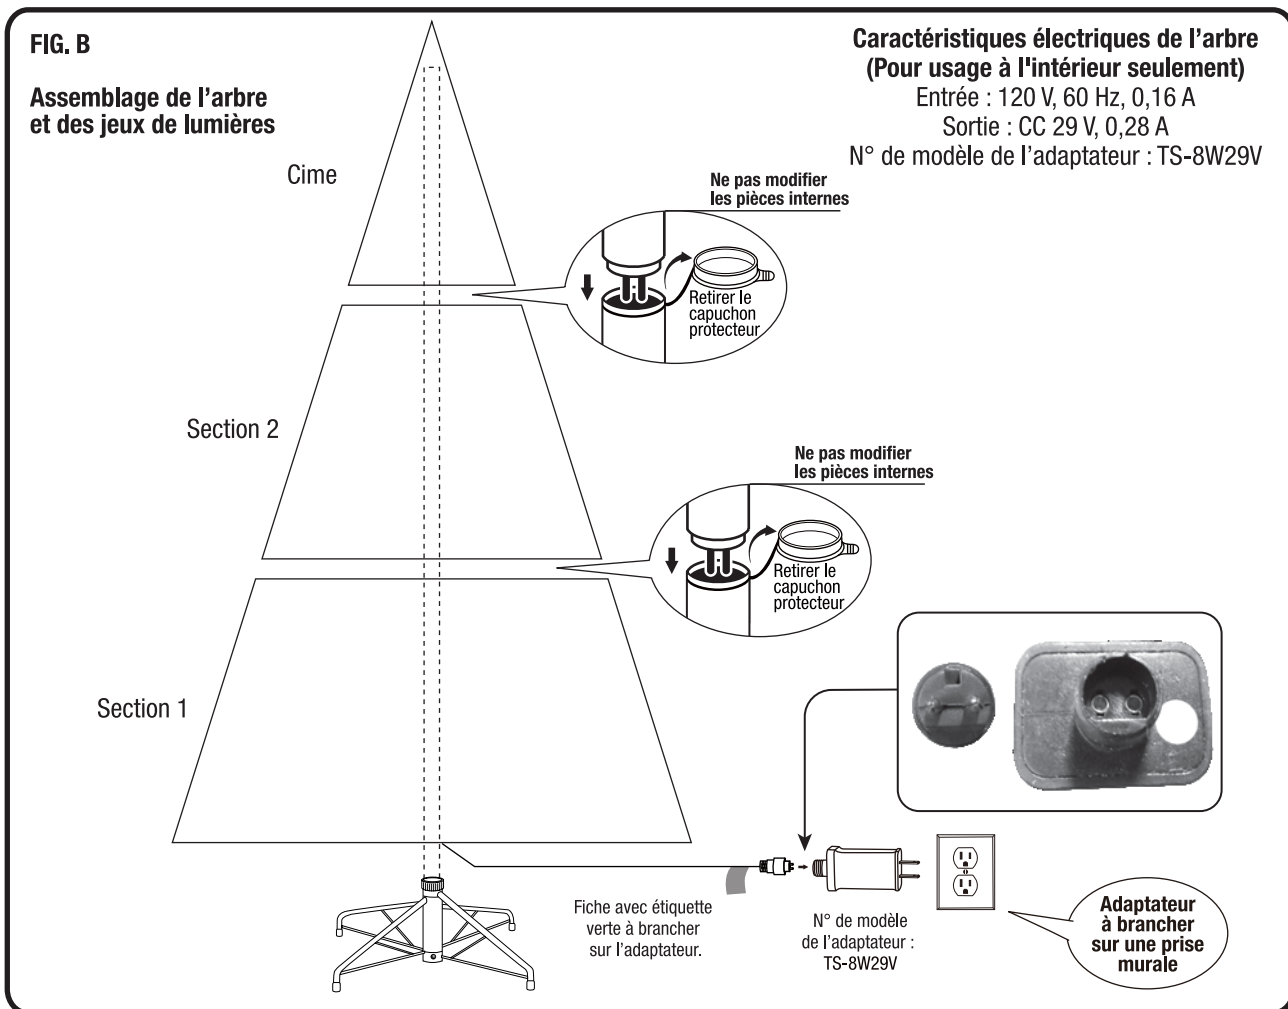 FIG. B
Assemblage de l’arbre
et des jeux de lumières
Caractéristiques électriques de l’arbre
(Pour usage à l'intérieur seulement)
Entrée : 120 V, 60 Hz, 0,16 A
Sortie : CC 29 V, 0,28 A
N° de modèle de l’adaptateur : TS-8W29V
Cime
Ne pas modifier
les pièces internes
Retirer le
capuchon
protecteur
Section 2
Ne pas modifier
les pièces internes
Retirer le
capuchon
protecteur
Section 1
Fiche avec étiquette
verte à brancher
sur l’adaptateur.
N° de modèle
de l’adaptateur :
TS-8W29V
Adaptateur
à brancher
sur une prise
murale